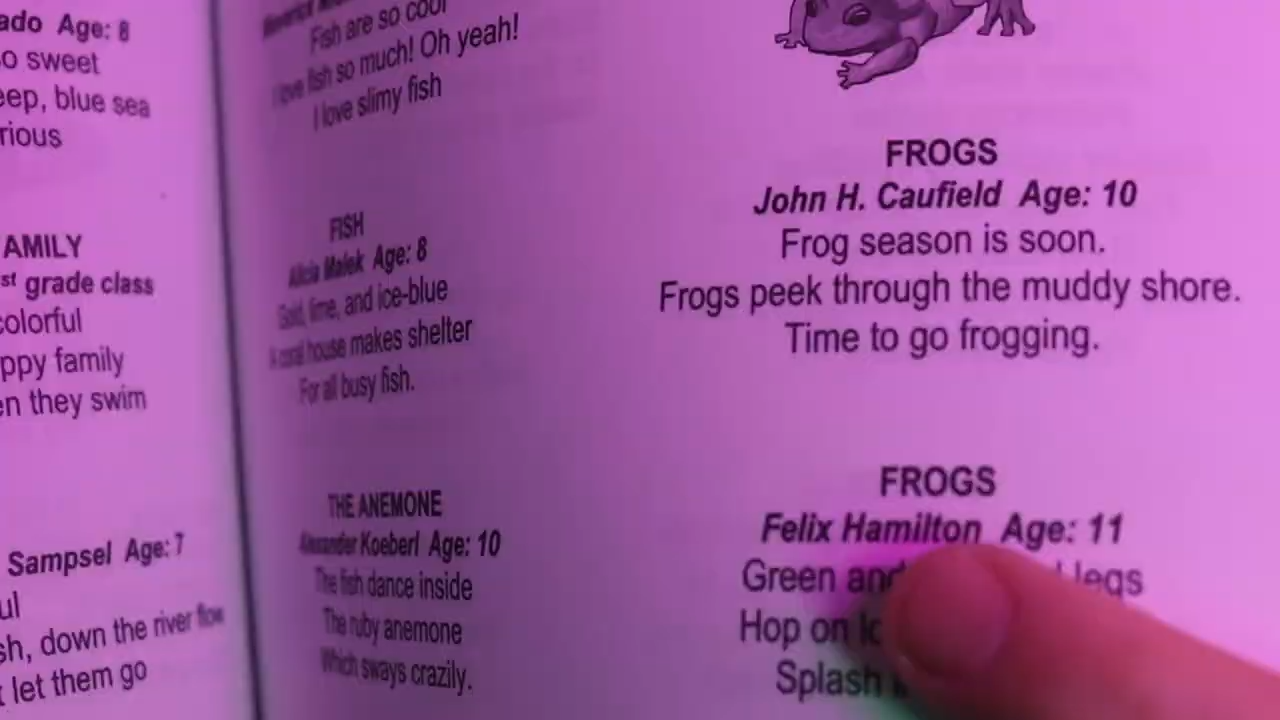 ado Age: 8
o sweet
eep, blue sea
rious
AMILY
st grade class
colorful
ppy family
en they swim
Sampsel Age: 7
ul
sh, down the river flow
t let them go
Fish are so cool
I love fish so much! Oh yeah!
I love slimy fish
FISH
Alicia Malek Age: 8
Gold, lime, and ice-blue
A coral house makes shelter
For all busy fish.
THE ANEMONE
Alexander Koeberl Age: 10
The fish dance inside
The ruby anemone
Which sways crazily.
FROGS
John H. Caufield Age: 10
Frog season is soon.
Frogs peek through the muddy shore.
Time to go frogging.
FROGS
Felix Hamilton Age: 11
Green and legs
Hop on
Splash